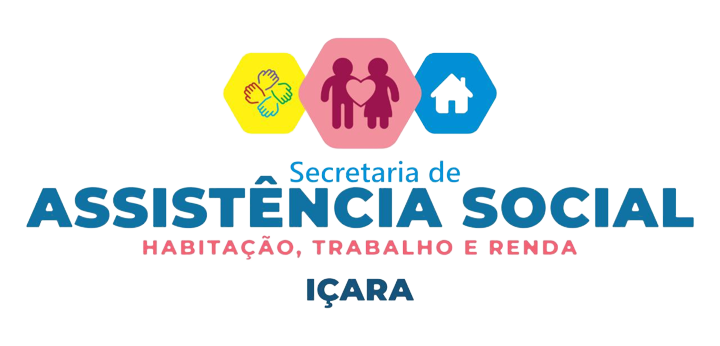 Secretaria de
ASSISTÊNCIA SOCIAL
HABITAÇÃO, TRABALHO E RENDA
IÇARA